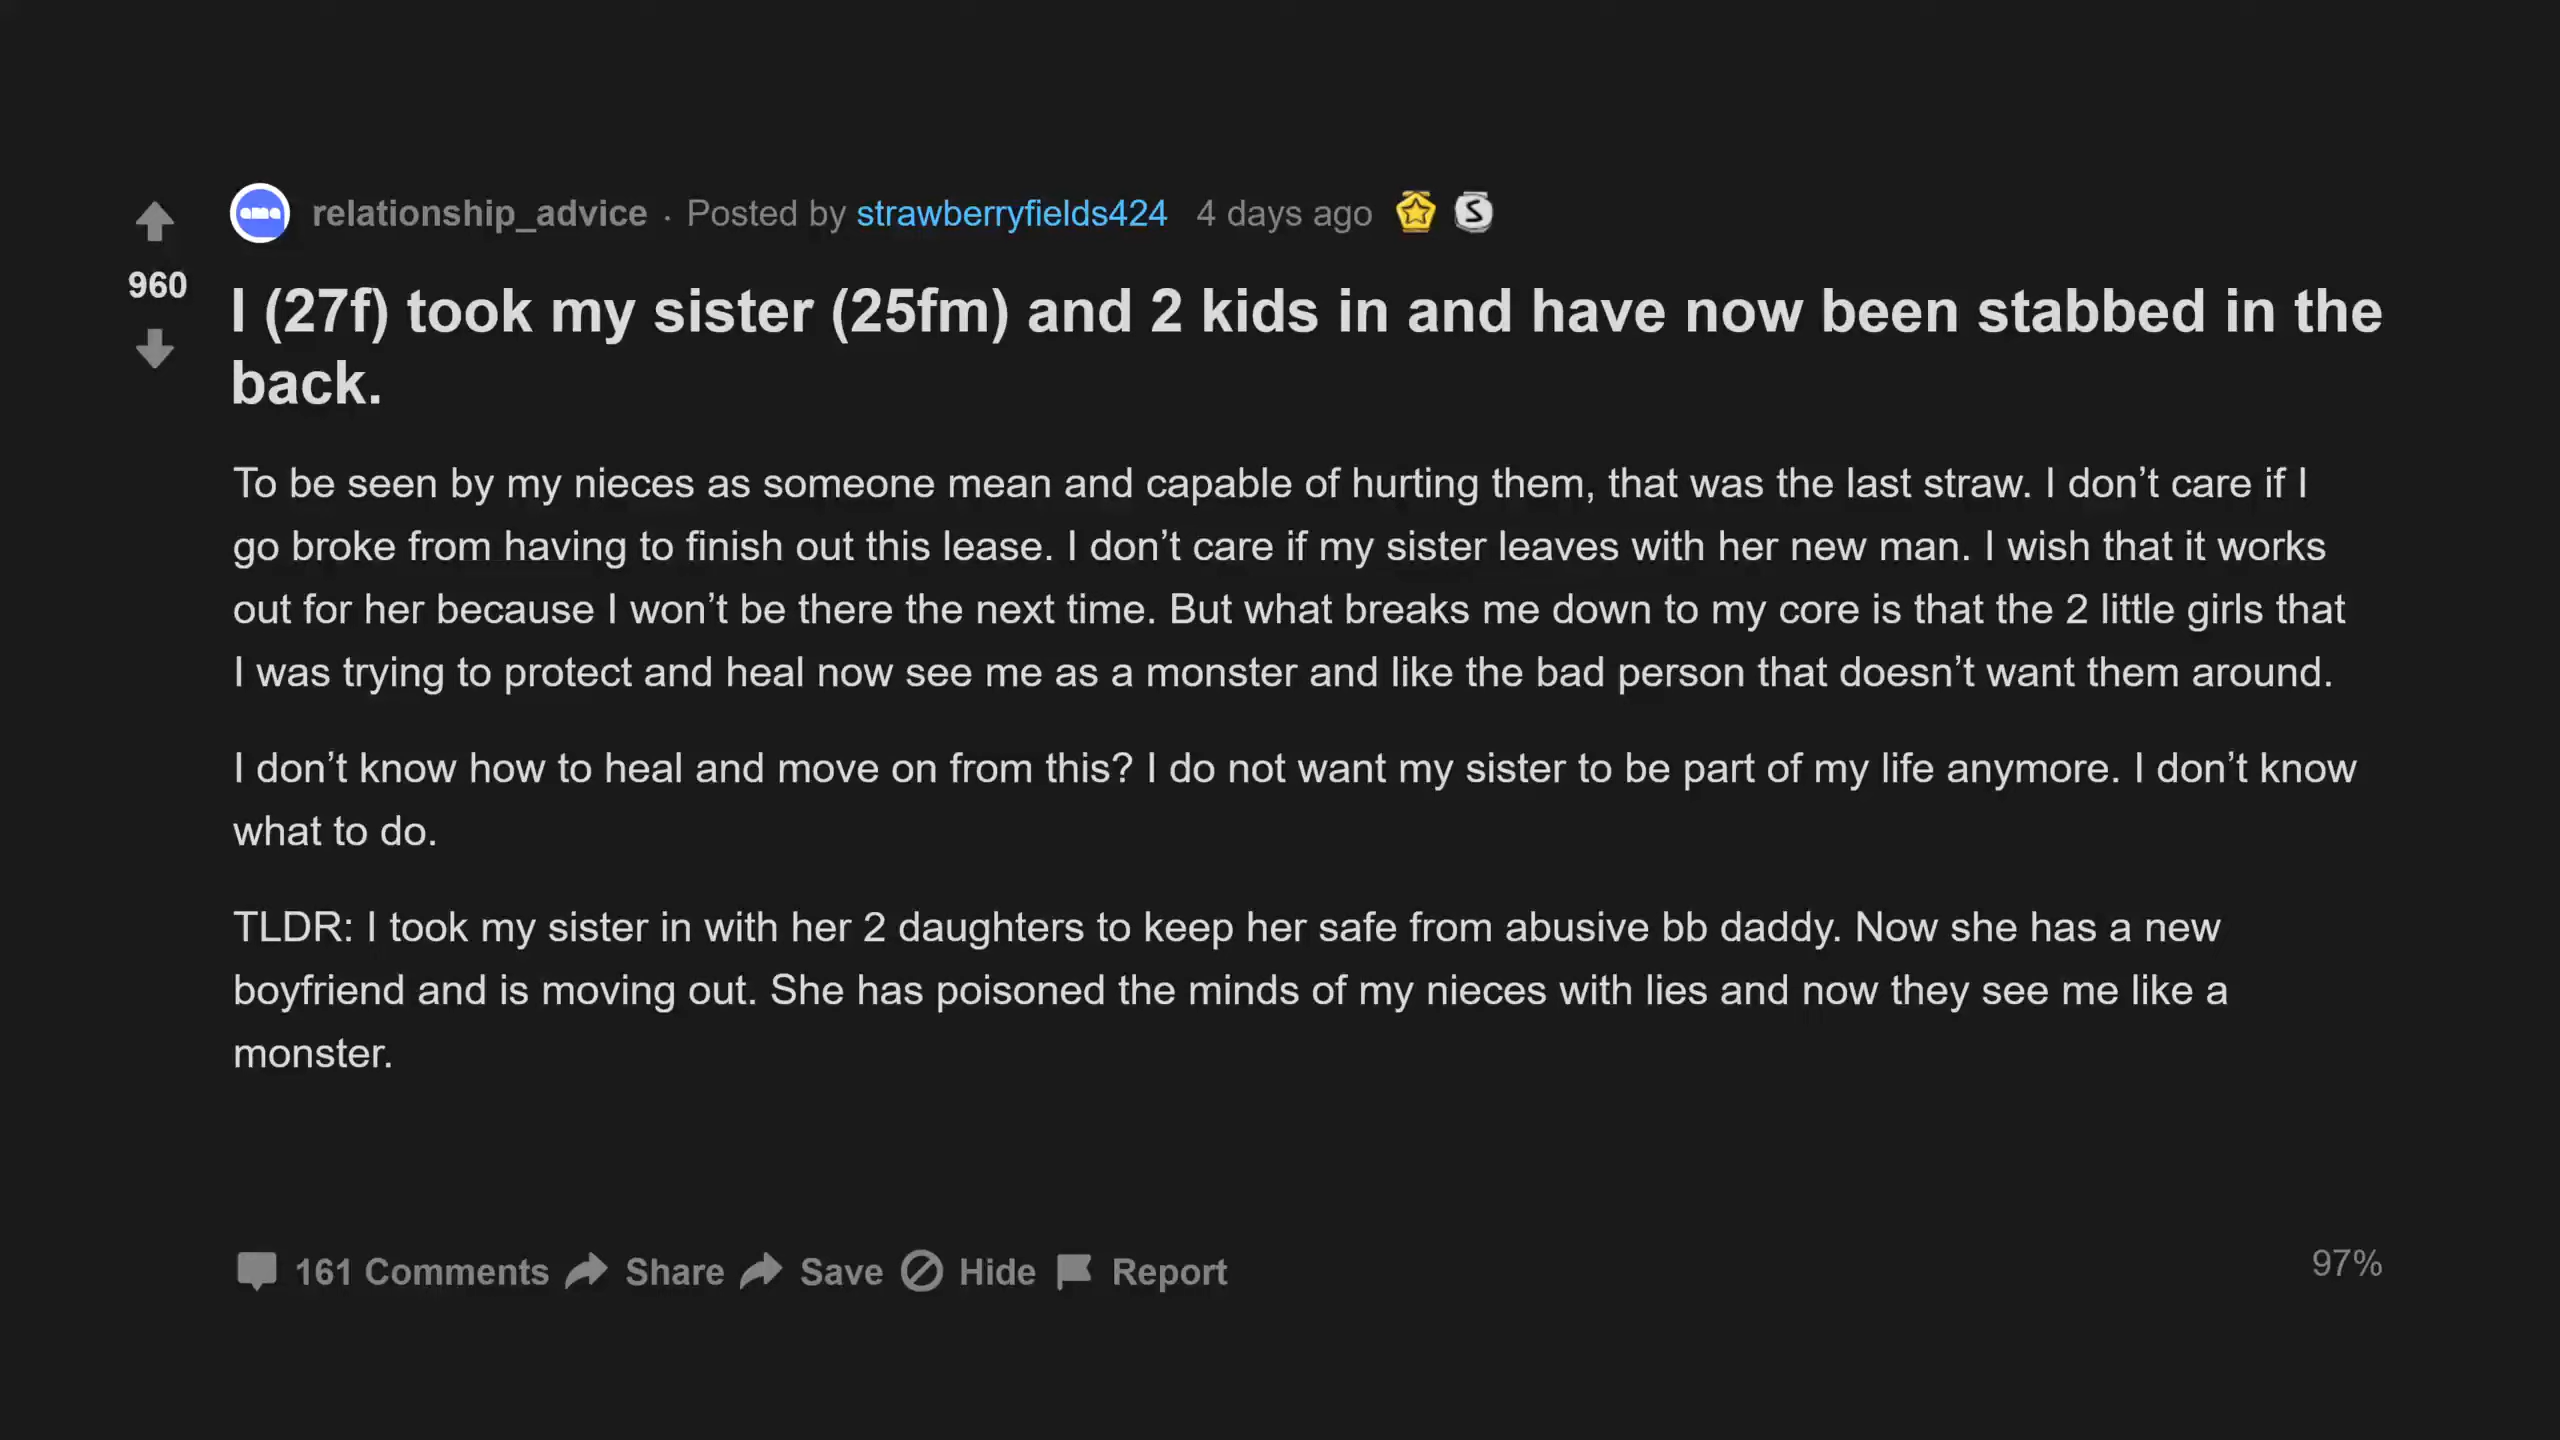 ama relationship_advice · Posted by strawberryfields424 4 days ago S
960
I (27f) took my sister (25fm) and 2 kids in and have now been stabbed in the
back.
To be seen by my nieces as someone mean and capable of hurting them, that was the last straw. I don’t care if I
go broke from having to finish out this lease. I don’t care if my sister leaves with her new man. I wish that it works
out for her because I won’t be there the next time. But what breaks me down to my core is that the 2 little girls that
I was trying to protect and heal now see me as a monster and like the bad person that doesn’t want them around.
I don’t know how to heal and move on from this? I do not want my sister to be part of my life anymore. I don’t know
what to do.
TLDR: I took my sister in with her 2 daughters to keep her safe from abusive bb daddy. Now she has a new
boyfriend and is moving out. She has poisoned the minds of my nieces with lies and now they see me like a
monster.
161 Comments Share Save Hide Report 97%